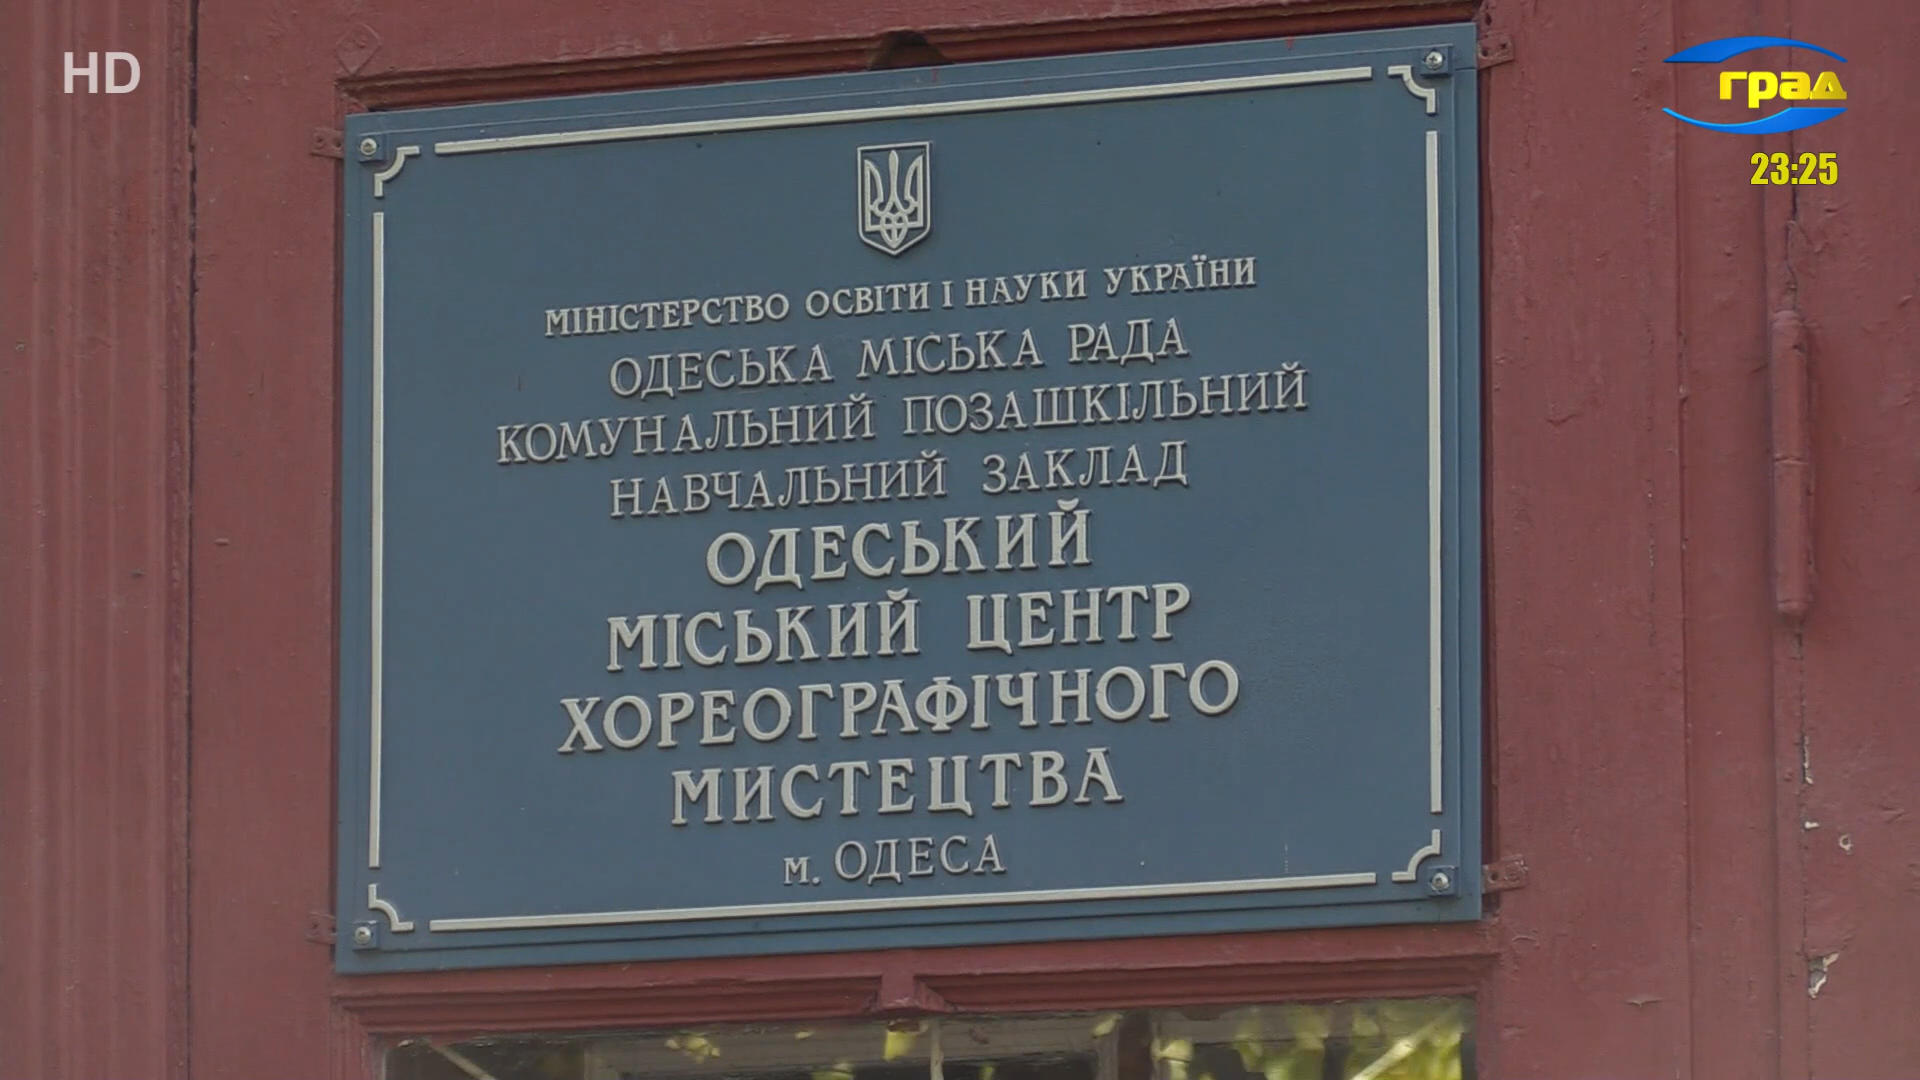 HD
град
23:25
МІНІСТЕРСТВО ОСВІТИ І НАУКИ УКРАЇНИ
ОДЕСЬКА МІСЬКА РАДА
КОМУНАЛЬНИЙ ПОЗАШКІЛЬНИЙ
НАВЧАЛЬНИЙ ЗАКЛАД
ОДЕСЬКИЙ
МІСЬКИЙ ЦЕНТР
ХОРЕОГРАФІЧНОГО
МИСТЕЦТВА
м. ОДЕСА